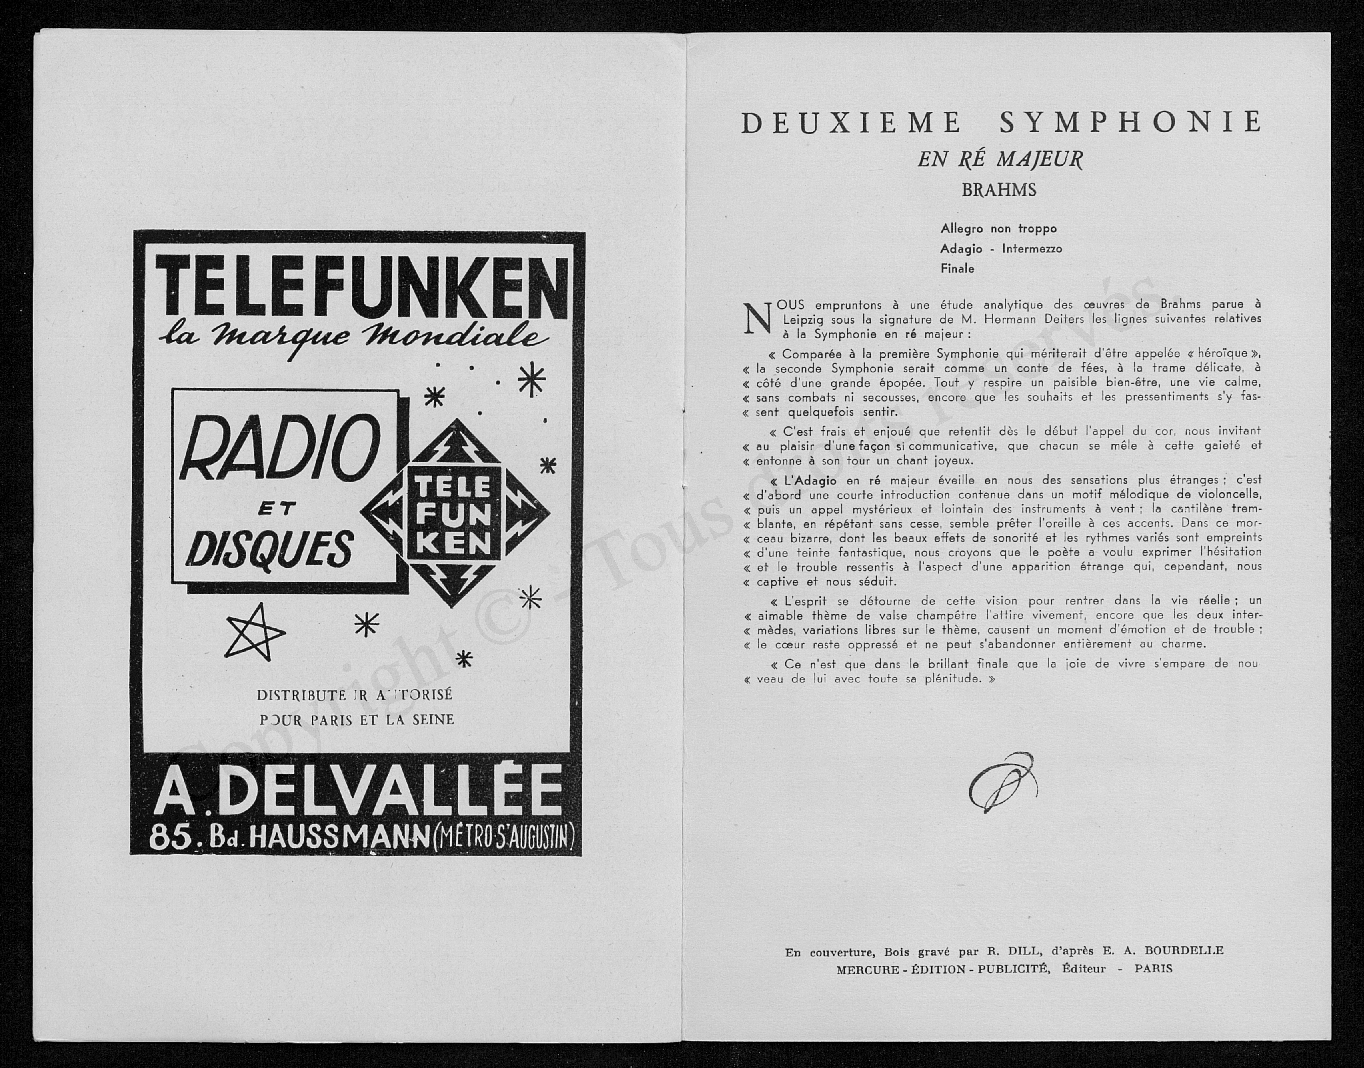 TELEFUNKEN
la Marque Mondiale
RADIO
ET
DISQUES
TELE
FUN
KEN
DISTRIBUTE R A TORISÉ
POUR PARIS ET LA SEINE
A. DELVALLÉE
85. Bd. HAUSSMANN (MÉTRO St AUGUSTIN)
DEUXIEME SYMPHONIE
EN RÉ MAJEUR
BRAHMS
Allegro non troppo
Adagio - Intermezzo
Finale
NOUS empruntons à une étude analytique des œuvres de Brahms parue à
Leipzig sous la signature de M. Hermann Deiters les lignes suivantes relatives
à la Symphonie en ré majeur :
« Comparée à la première Symphonie qui mériterait d'être appelée « héroïque »,
« la seconde Symphonie serait comme un conte de fées, à la trame délicate, à
« côté d'une grande épopée. Tout y respire un paisible bien-être, une vie calme,
« sans combats ni secousses, encore que les souhaits et les pressentiments s'y fas-
« sent quelquefois sentir.
« C'est frais et enjoué que retentit dès le début l'appel du cor, nous invitant
« au plaisir d'une façon si communicative, que chacun se mêle à cette gaieté et
« entonne à son tour un chant joyeux.
« L'Adagio en ré majeur éveille en nous des sensations plus étranges ; c'est
« d'abord une courte introduction contenue dans un motif mélodique de violoncelle,
« puis un appel mystérieux et lointain des instruments à vent ; la cantilène trem-
« blante, en répétant sans cesse, semble prêter l'oreille à ces accents. Dans ce mor-
« ceau bizarre, dont les beaux effets de sonorité et les rythmes variés sont empreints
« d'une teinte fantastique, nous croyons que le poète a voulu exprimer l'hésitation
« et le trouble ressentis à l'aspect d'une apparition étrange qui, cependant, nous
« captive et nous séduit.
« L'esprit se détourne de cette vision pour rentrer dans la vie réelle ; un
« aimable thème de valse champêtre l'attire vivement, encore que les deux inter-
« mèdes, variations libres sur le thème, causent un moment d'émotion et de trouble ;
« le cœur reste oppressé et ne peut s'abandonner entièrement au charme.
« Ce n'est que dans le brillant finale que la joie de vivre s'empare de nou
« veau de lui avec toute sa plénitude. »
En couverture, Bois gravé par R. DILL, d'après E. A. BOURDELLE
MERCURE - ÉDITION - PUBLICITÉ, Éditeur - PARIS
Copyright © - Tous droits réservés